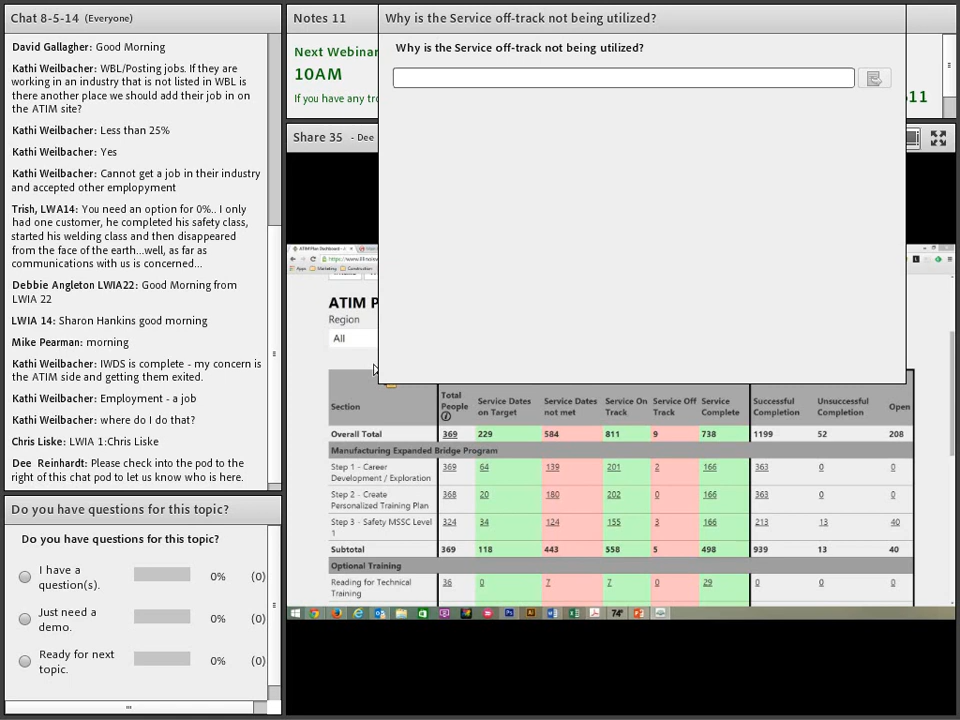 Chat 8-5-14 (Everyone)
David Gallagher: Good Morning
Kathi Weilbacher: WBL/Posting jobs. If they are
working in an industry that is not listed in WBL is
there another place we should add their job in on
the ATIM site?
Kathi Weilbacher: Less than 25%
Kathi Weilbacher: Yes
Kathi Weilbacher: Cannot get a job in their industry
and accepted other emplopyment
Trish, LWA14: You need an option for 0%.. I only
had one customer, he completed his safety class,
started his welding class and then disappeared
from the face of the earth...well, as far as
communications with us is concerned...
Debbie Angleton LWIA22: Good Morning from
LWIA 22
LWIA 14: Sharon Hankins good morning
Mike Pearman: morning
Kathi Weilbacher: IWDS is complete - my concern is
the ATIM side and getting them exited.
Kathi Weilbacher: Employment - a job
Kathi Weilbacher: where do I do that?
Chris Liske: LWIA 1:Chris Liske
Dee Reinhardt: Please check into the pod to the
right of this chat pod to let us know who is here.
Do you have questions for this topic?
Do you have questions for this topic?
I have a
question(s).
0% (0)
Just need a
demo.
0% (0)
Ready for next
topic.
0% (0)
Notes 11
Next Webinar
10AM
If you have any tro
11
Why is the Service off-track not being utilized?
Why is the Service off-track not being utilized?
Share 35 - Dee
ATIM Plan Dashboard - A
https://www.illinoisw
Apps Marketing Construction
ATIM P
Region
All
Section
Total
People
Service Dates
on Target
Service Dates
not met
Service On
Track
Service Off
Track
Service
Complete
Successful
Completion
Unsuccessful
Completion
Open
Overall Total 369 229 584 811 9 738 1199 52 208
Manufacturing Expanded Bridge Program
Step 1 - Career
Development / Exploration
369 64 139 201 2 166 363 0 0
Step 2 - Create
Personalized Training Plan
368 20 180 202 0 166 363 0 0
Step 3 - Safety MSSC Level
1
324 34 124 155 3 166 213 13 40
Subtotal 369 118 443 558 5 498 939 13 40
Optional Training
Reading for Technical
Training
36 0 7 7 0 29 0 0 0
74°